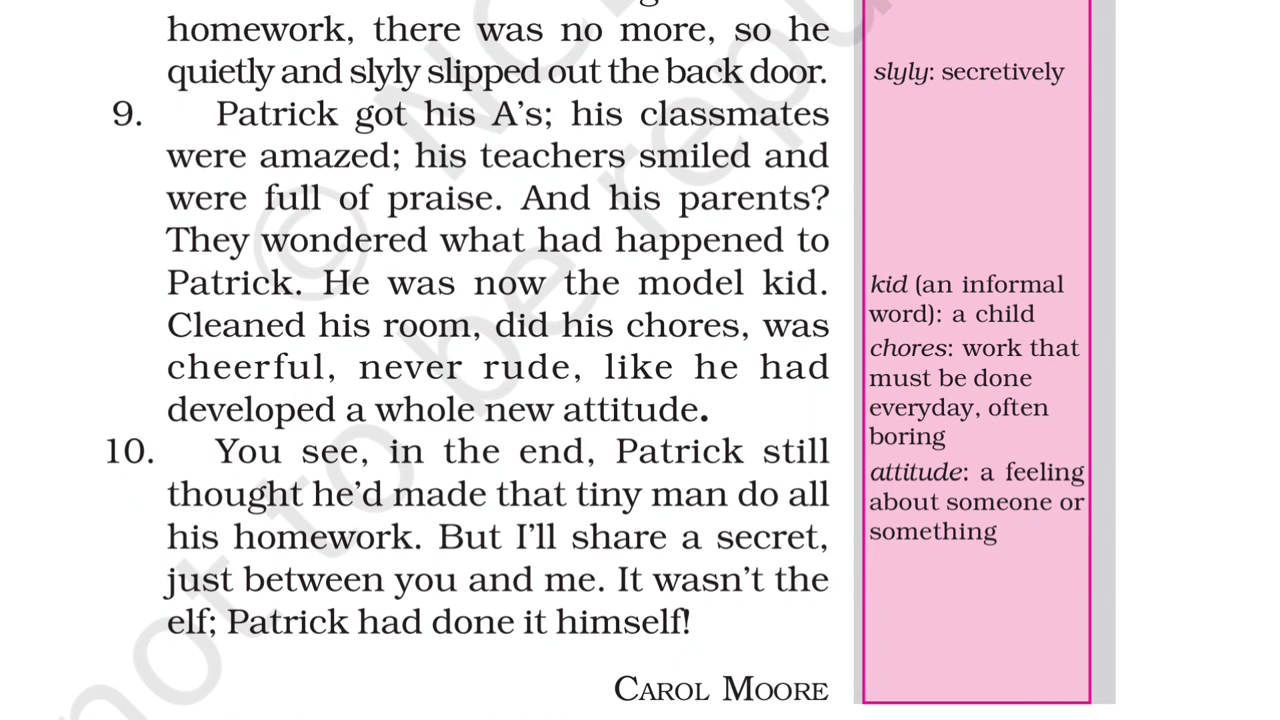 homework, there was no more, so he
quietly and slyly slipped out the back door.
slyly: secretively
9. Patrick got his A's; his classmates
were amazed; his teachers smiled and
were full of praise. And his parents?
They wondered what had happened to
Patrick. He was now the model kid.
Cleaned his room, did his chores, was
cheerful, never rude, like he had
developed a whole new attitude.
kid (an informal
word): a child
chores: work that
must be done
everyday, often
boring
attitude: a feeling
about someone or
something
10. You see, in the end, Patrick still
thought he'd made that tiny man do all
his homework. But I'll share a secret,
just between you and me. It wasn't the
elf; Patrick had done it himself!
CAROL MOORE
not to be repu